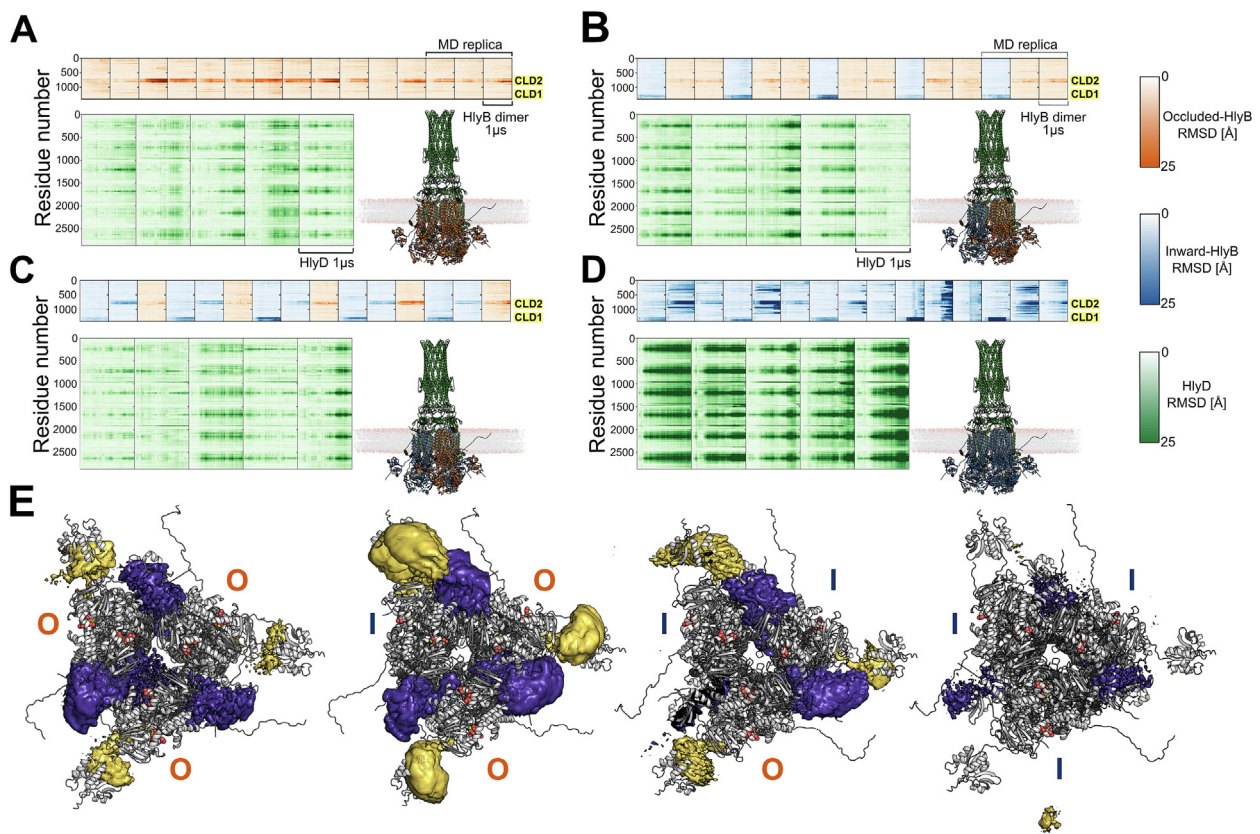 A
MD replica
Residue number
0
500
1000
CLD2
CLD1
HlyB dimer
1µs
0
500
1000
1500
2000
2500
HlyD 1µs
B
MD replica
Residue number
0
500
1000
CLD2
CLD1
HlyB dimer
1µs
0
500
1000
1500
2000
2500
HlyD 1µs
0
Occluded-HlyB
RMSD [Å]
25
0
Inward-HlyB
RMSD [Å]
25
0
HlyD
RMSD [Å]
25
C
Residue number
0
500
1000
CLD2
CLD1
0
500
1000
1500
2000
2500
D
Residue number
0
500
1000
CLD2
CLD1
0
500
1000
1500
2000
2500
E
O
O
O
I
O
O
I
I
O
I
I
I